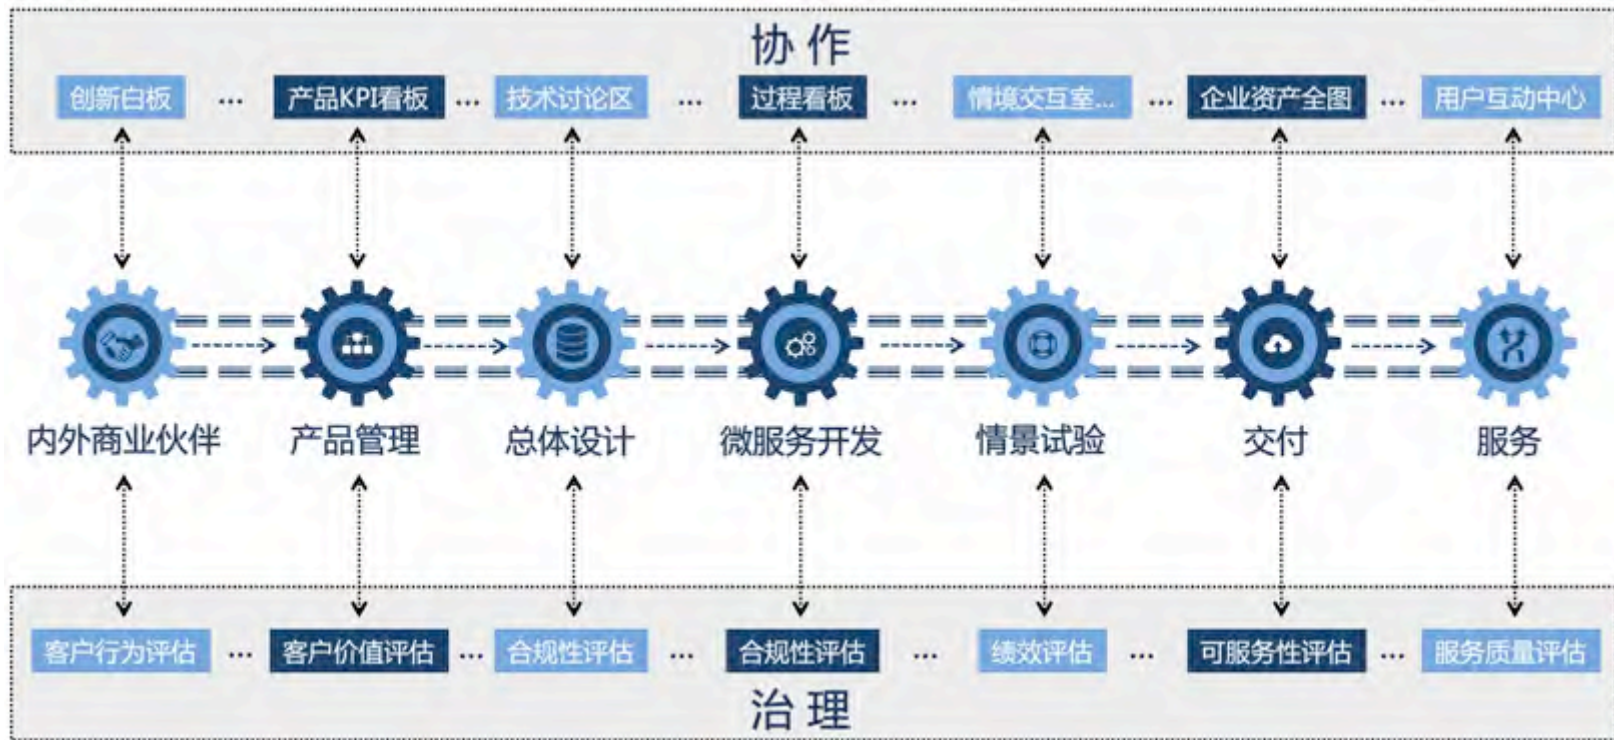 协作
创新白板 ... 产品KPI看板 ... 技术讨论区 ... 过程看板 ... 情境交互室... ... 企业资产全图 ... 用户互动中心
内外商业伙伴 产品管理 总体设计 微服务开发 情景试验 交付 服务
客户行为评估 ... 客户价值评估 ... 合规性评估 ... 合规性评估 ... 绩效评估 ... 可服务性评估 ... 服务质量评估
治理